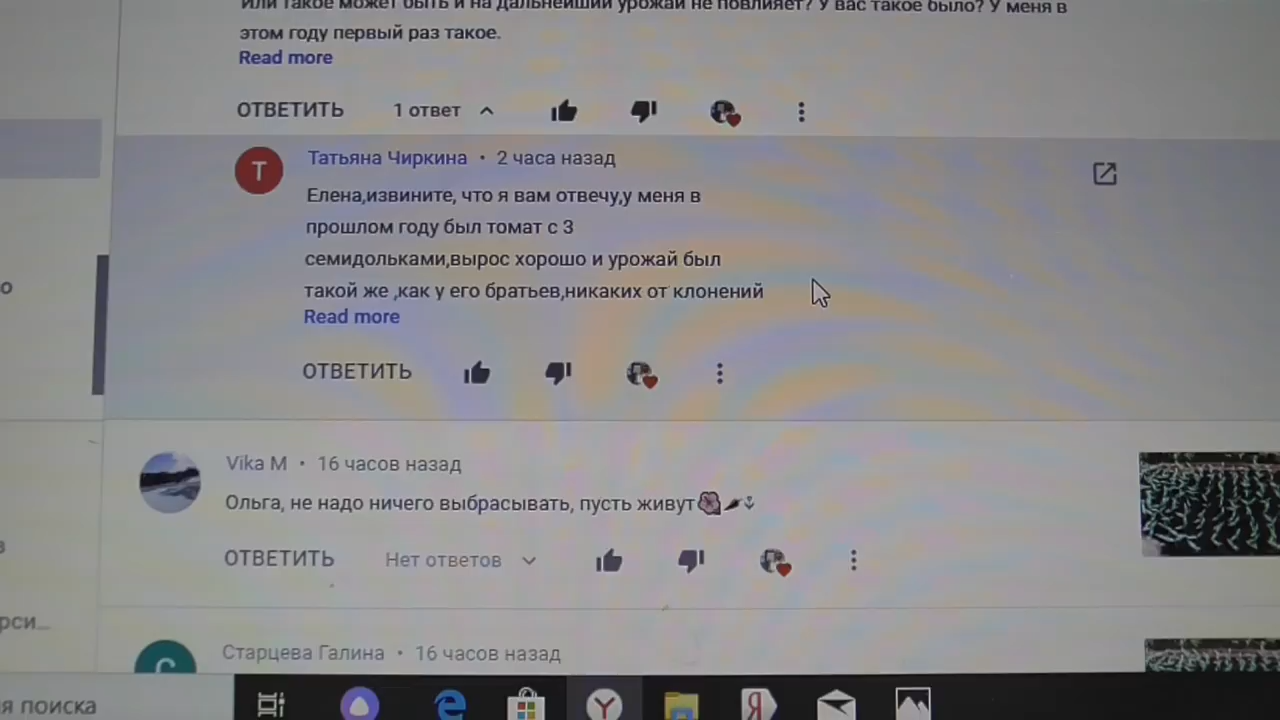 Или такое может быть и на дальнейший урожай не повлияет? У вас такое было? У меня в
этом году первый раз такое.
Read more
ОТВЕТИТЬ 1 ответ
Т
Татьяна Чиркина • 2 часа назад
Елена,извините, что я вам отвечу,у меня в
прошлом году был томат с 3
семидольками,вырос хорошо и урожай был
такой же ,как у его братьев,никаких от клонений
Read more
ОТВЕТИТЬ
Vika M • 16 часов назад
Ольга, не надо ничего выбрасывать, пусть живут
ОТВЕТИТЬ Нет ответов
рси...
С
Старцева Галина • 16 часов назад
я поиска